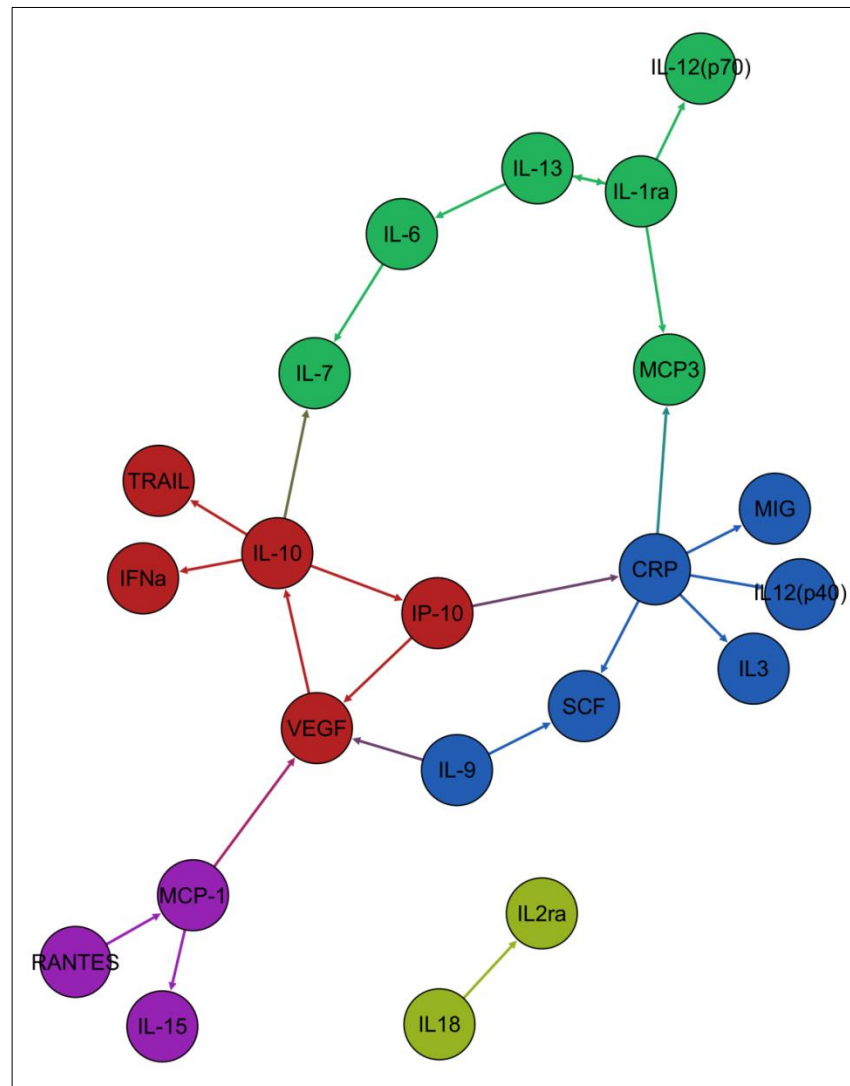 IL-12(p70)
IL-13
IL-1ra
IL-6
IL-7
MCP3
TRAIL
MIG
IL-10
IFNa
CRP
IL12(p40)
IP-10
IL3
SCF
VEGF
IL-9
MCP-1
IL2ra
RANTES
IL-15
IL18